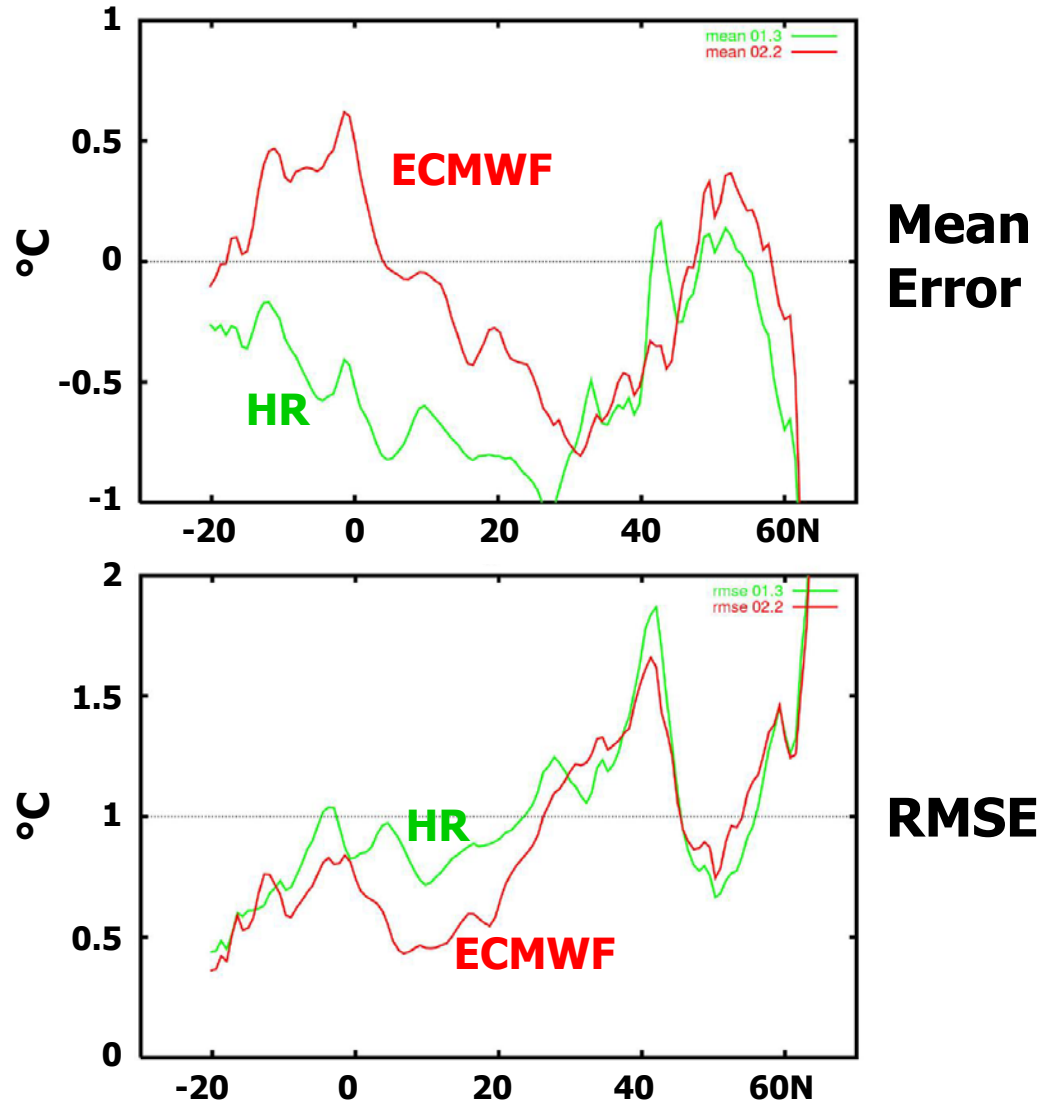 1
mean 01.3
mean 02.2
0.5
ECMWF
Mean
Error
°C
0
-0.5
HR
-1
-20 0 20 40 60N
2
rmse 01.3
rmse 02.2
1.5
°C
1
HR
RMSE
0.5
ECMWF
0
-20 0 20 40 60N